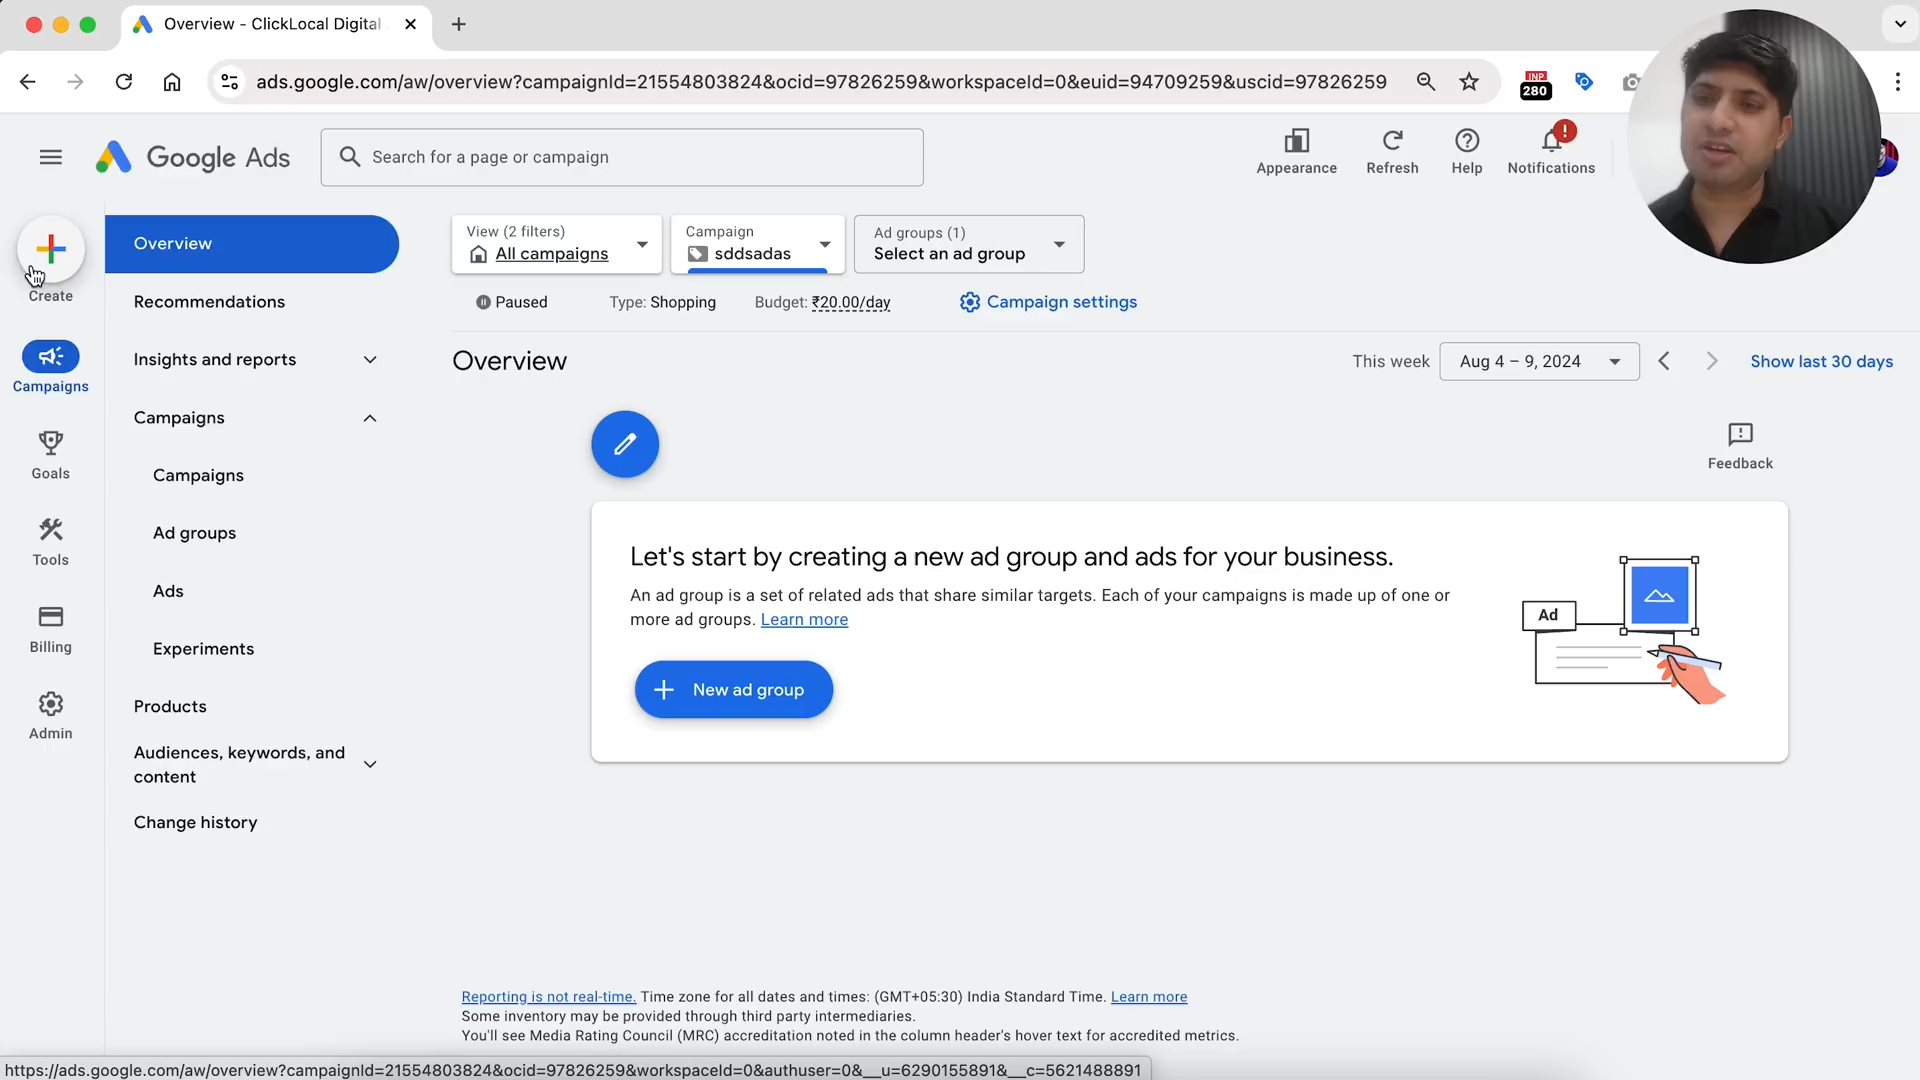 Overview - ClickLocal Digital
ads.google.com/aw/overview?campaignId=21554803824&ocid=97826259&workspaceId=0&euid=94709259&uscid=97826259
INP
280
Google Ads
Search for a page or campaign
Appearance
Refresh
Help
!
Notifications
Create
Campaigns
Goals
Tools
Billing
Admin
Overview
Recommendations
Insights and reports
Campaigns
Campaigns
Ad groups
Ads
Experiments
Products
Audiences, keywords, and
content
Change history
View (2 filters)
All campaigns
Campaign
sddsadas
Ad groups (1)
Select an ad group
Paused
Type: Shopping
Budget: ₹20.00/day
Campaign settings
Overview
This week
Aug 4 – 9, 2024
Show last 30 days
Feedback
Let's start by creating a new ad group and ads for your business.
An ad group is a set of related ads that share similar targets. Each of your campaigns is made up of one or
more ad groups. Learn more
New ad group
Ad
Reporting is not real-time. Time zone for all dates and times: (GMT+05:30) India Standard Time. Learn more
Some inventory may be provided through third party intermediaries.
You'll see Media Rating Council (MRC) accreditation noted in the column header's hover text for accredited metrics.
https://ads.google.com/aw/overview?campaignId=21554803824&ocid=97826259&workspaceId=0&authuser=0&__u=6290155891&__c=5621488891